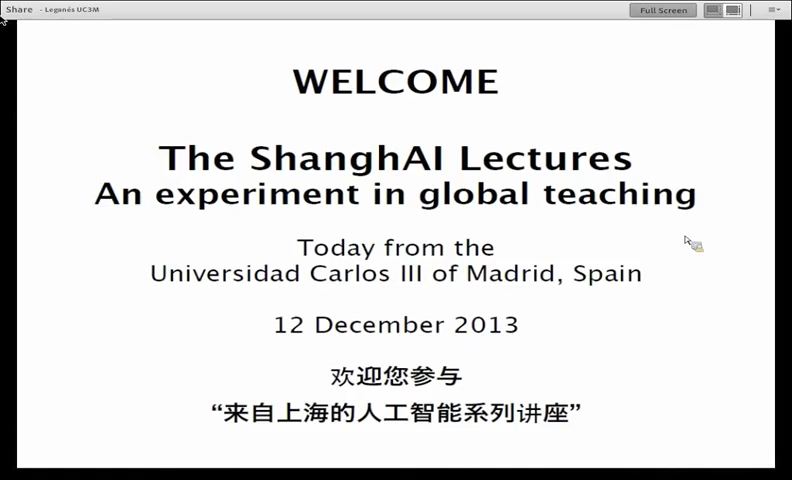 Share - Leganés UC3M
Full Screen
WELCOME
The ShanghAI Lectures
An experiment in global teaching
Today from the
Universidad Carlos III of Madrid, Spain
12 December 2013
欢迎您参与
“来自上海的人工智能系列讲座”